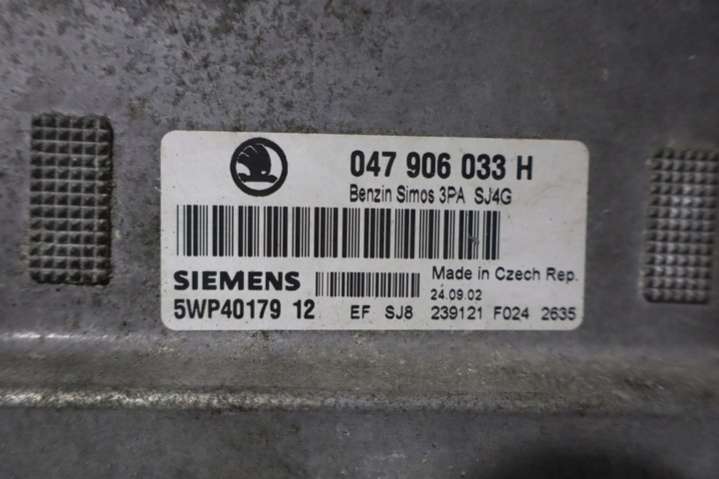 047 906 033 H
Benzin Simos 3PA SJ4G
SIEMENS
Made in Czech Rep.
24.09.02
5WP40179 12
EF SJ8 239121 F024 2635